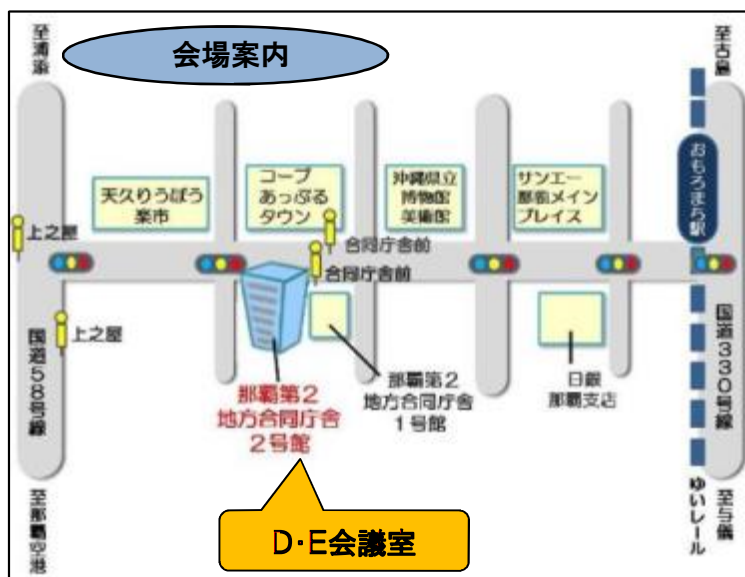 会場案内
至浦添
至古島
天久りうぼう
楽市
コープ
あっぷる
タウン
沖縄県立
博物館
美術館
サンエー
那覇メイン
プレイス
おもろまち駅
上之屋
合同庁舎前
合同庁舎前
上之屋
国道58号線
国道330号線
那覇第2
地方合同庁舎
2号館
那覇第2
地方合同庁舎
1号館
日銀
那覇支店
至那覇空港
ゆいレール
至与儀
D・E会議室